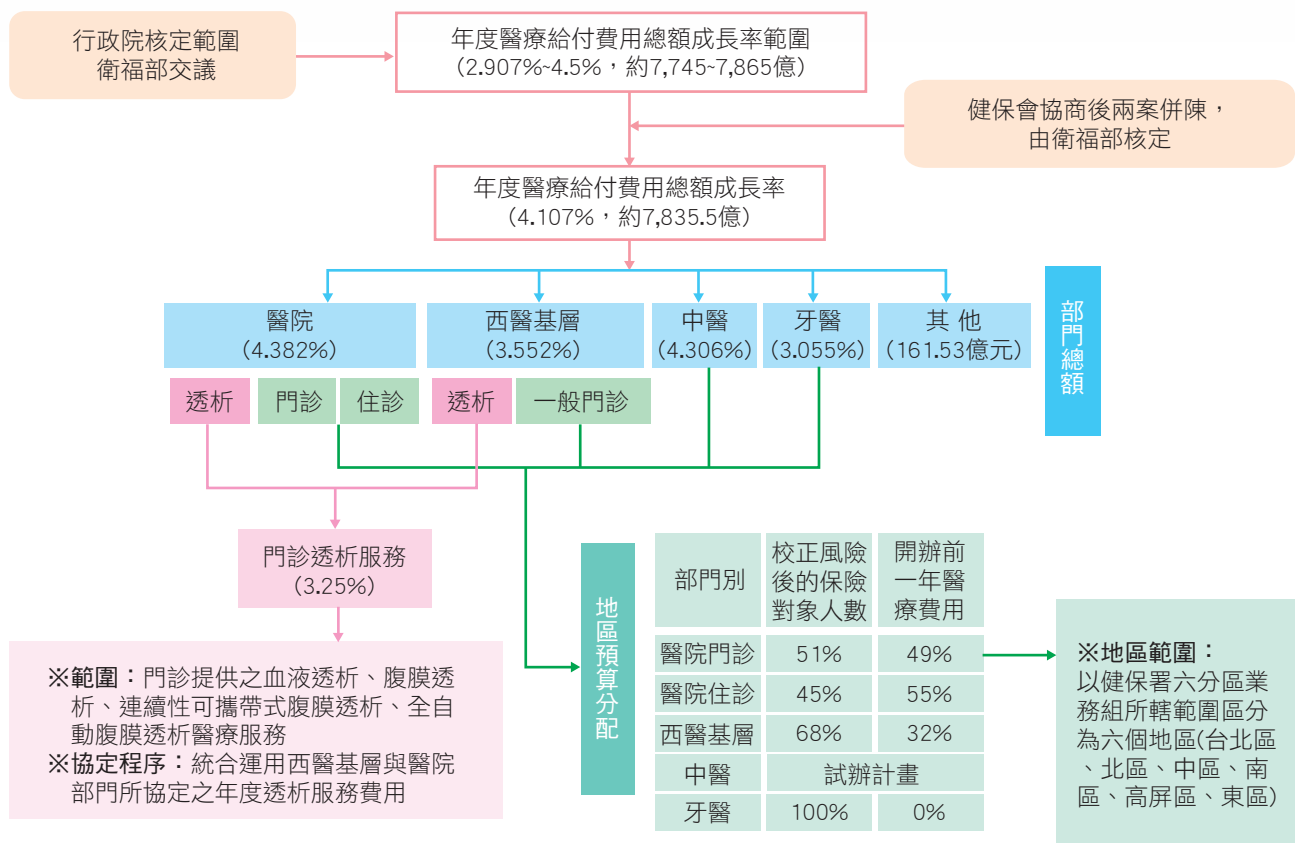 行政院核定範圍
衛福部交議
年度醫療給付費用總額成長率範圍
(2.907%~4.5%，約7,745~7,865億)
健保會協商後兩案併陳，
由衛福部核定
年度醫療給付費用總額成長率
(4.107%，約7,835.5億)
醫院
(4.382%)
西醫基層
(3.552%)
中醫
(4.306%)
牙醫
(3.055%)
其 他
(161.53億元)
部門總額
透析
門診
住診
透析
一般門診
門診透析服務
(3.25%)
※範圍：門診提供之血液透析、腹膜透
析、連續性可攜帶式腹膜透析、全自
動腹膜透析醫療服務
※協定程序：統合運用西醫基層與醫院
部門所協定之年度透析服務費用
地區預算分配
部門別
校正風險
後的保險
對象人數
開辦前
一年醫
療費用
醫院門診 51% 49%
醫院住診 45% 55%
西醫基層 68% 32%
中醫 試辦計畫
牙醫 100% 0%
※地區範圍：
以健保署六分區業
務組所轄範圍區分
為六個地區(台北區
、北區、中區、南
區、高屏區、東區)